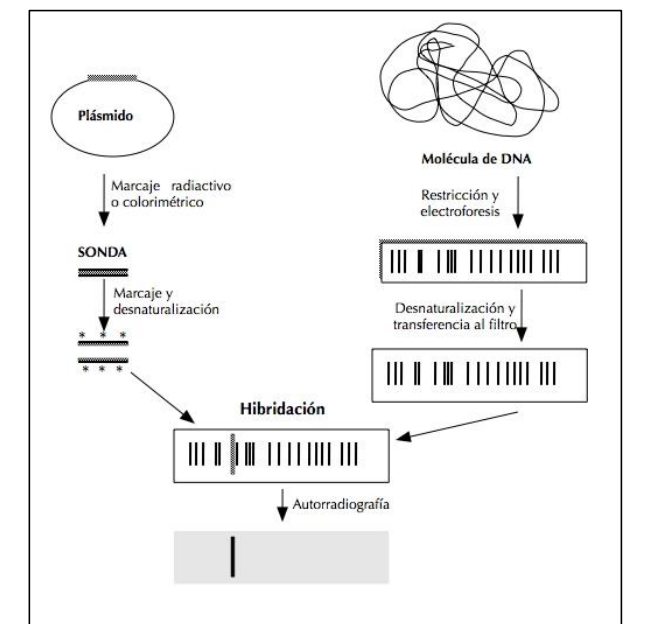 Plásmido
Marcaje radiactivo
o colorimétrico
SONDA
Marcaje y
desnaturalización
* * *
* * *
Molécula de DNA
Restricción y
electroforesis
Desnaturalización y
transferencia al filtro
Hibridación
Autorradiografía